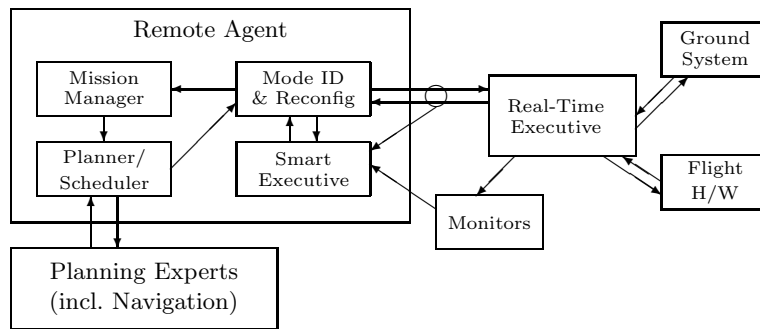 Remote Agent
Mission
Manager
Mode ID
& Reconfig
Planner/
Scheduler
Smart
Executive
Real-Time
Executive
Ground
System
Flight
H/W
Monitors
Planning Experts
(incl. Navigation)